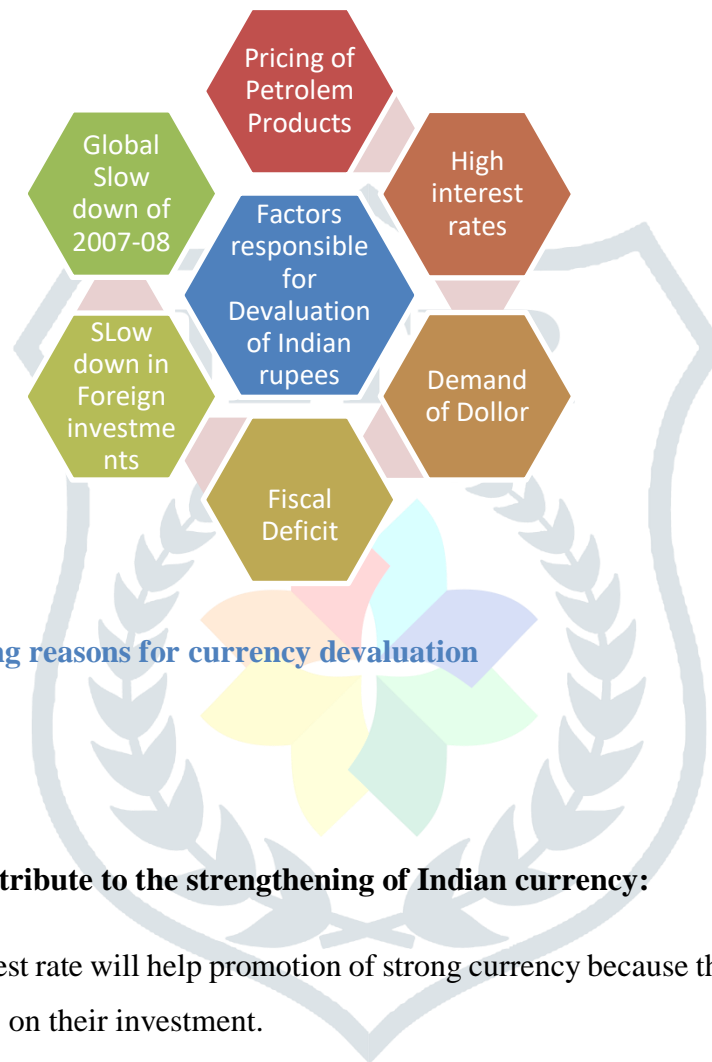 Pricing of
Petrolem
Products
High
interest
rates
Demand
of Dollor
Fiscal
Deficit
SLow
down in
Foreign
investme
nts
Global
Slow
down of
2007-08
Factors
responsible
for
Devaluation
of Indian
rupees
ng reasons for currency devaluation
tribute to the strengthening of Indian currency:
est rate will help promotion of strong currency because th
on their investment.